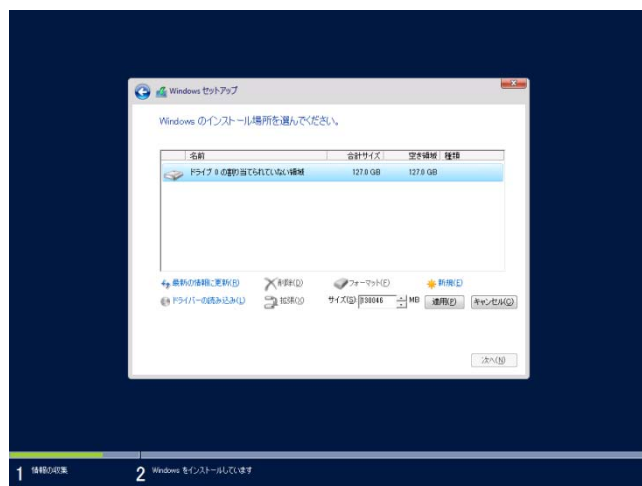 Windows セットアップ
Windows のインストール場所を選んでください。
名前 合計サイズ 空き領域 種類
ドライブ 0 の割り当てられていない領域 127.0 GB 127.0 GB
最新の情報に更新(R) 削除(D) フォーマット(F) 新規(E)
ドライバーの読み込み(L) 拡張(X) サイズ(S) 130046 MB 適用(P) キャンセル(C)
次へ(N)
1 情報の収集 2 Windows をインストールしています